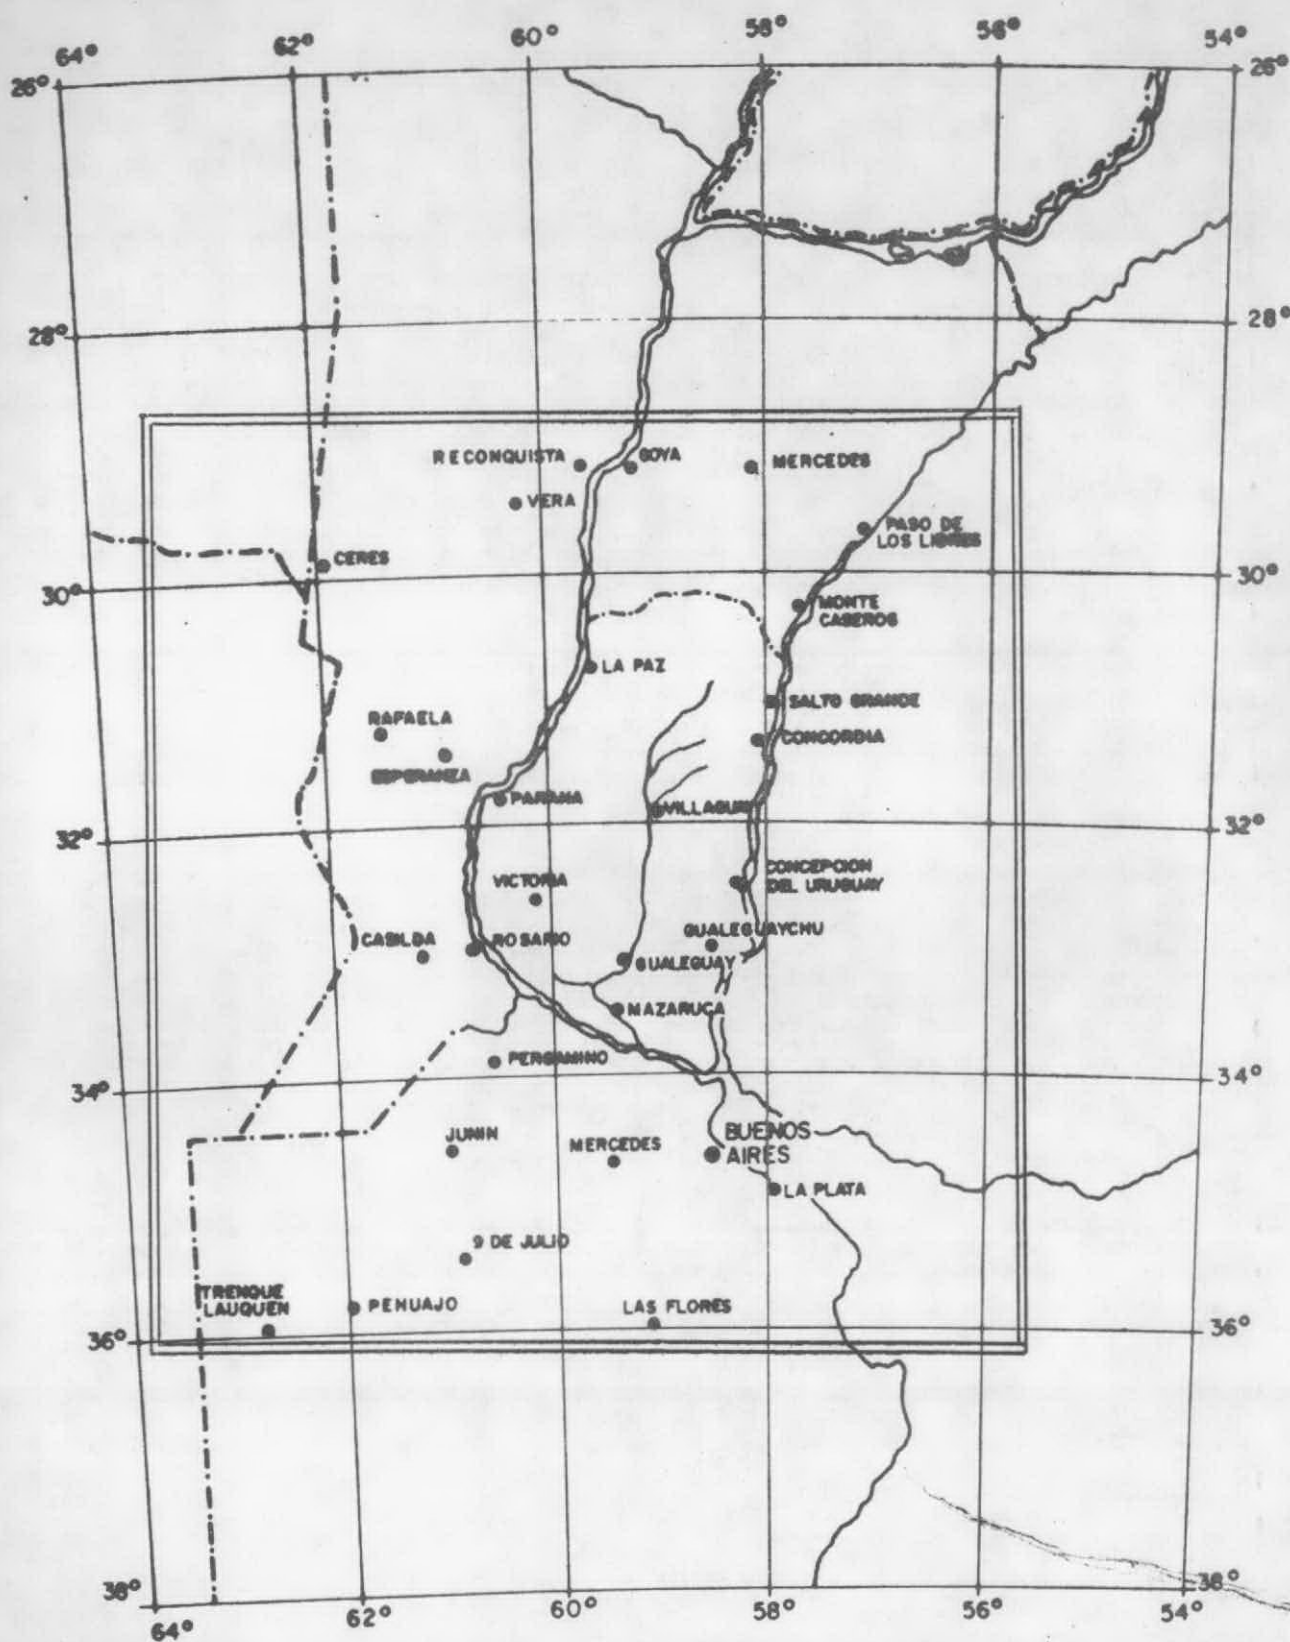 64°
62°
60°
58°
56°
54°
26°
26°
28°
28°
RECONQUISTA
GOYA
MERCEDES
VERA
PASO DE
LOS LIBRES
CERES
30°
30°
MONTE
CASEROS
LA PAZ
SALTO GRANDE
RAFAELA
CONCORDIA
ESPERANZA
PARANA
VILLAGUAY
32°
32°
VICTORIA
CONCEPCION
DEL URUGUAY
GUALEGUAYCHU
CASILDA
ROSARIO
GUALEGUAY
MAZARUCA
PERGAMINO
34°
34°
JUNIN
MERCEDES
BUENOS
AIRES
LA PLATA
9 DE JULIO
TRENQUE
LAUQUEN
PEHUAJO
LAS FLORES
36°
36°
38°
38°
64°
62°
60°
58°
56°
54°